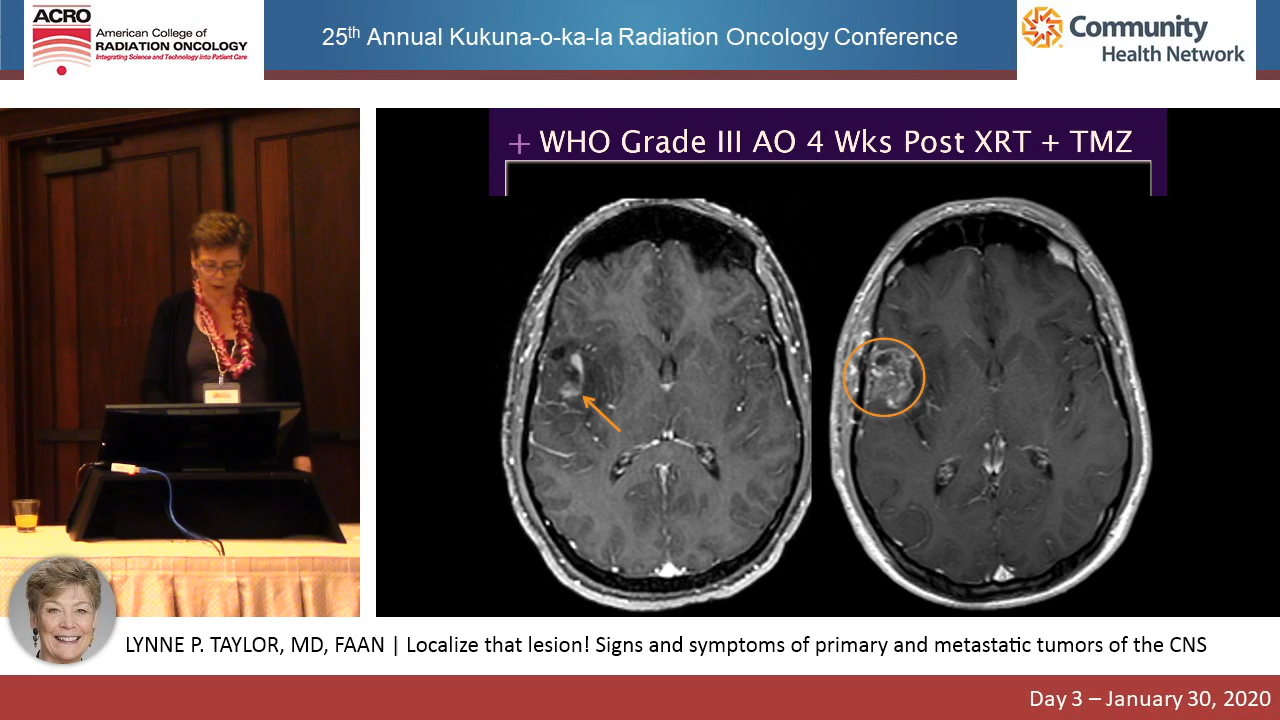 ACRO
American College of
RADIATION ONCOLOGY
Integrating Science and Technology into Patient Care
25th Annual Kukuna-o-ka-la Radiation Oncology Conference
Community
Health Network
+ WHO Grade III AO 4 Wks Post XRT + TMZ
LYNNE P. TAYLOR, MD, FAAN | Localize that lesion! Signs and symptoms of primary and metastatic tumors of the CNS
Day 3 – January 30, 2020